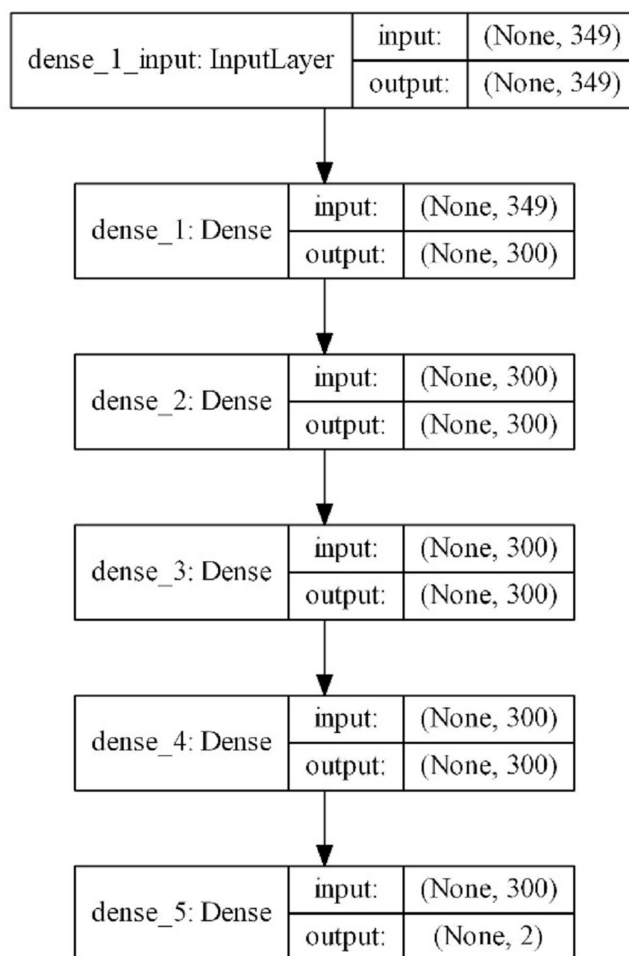 dense_1_input: InputLayer
input: (None, 349)
output: (None, 349)
dense_1: Dense
input: (None, 349)
output: (None, 300)
dense_2: Dense
input: (None, 300)
output: (None, 300)
dense_3: Dense
input: (None, 300)
output: (None, 300)
dense_4: Dense
input: (None, 300)
output: (None, 300)
dense_5: Dense
input: (None, 300)
output: (None, 2)